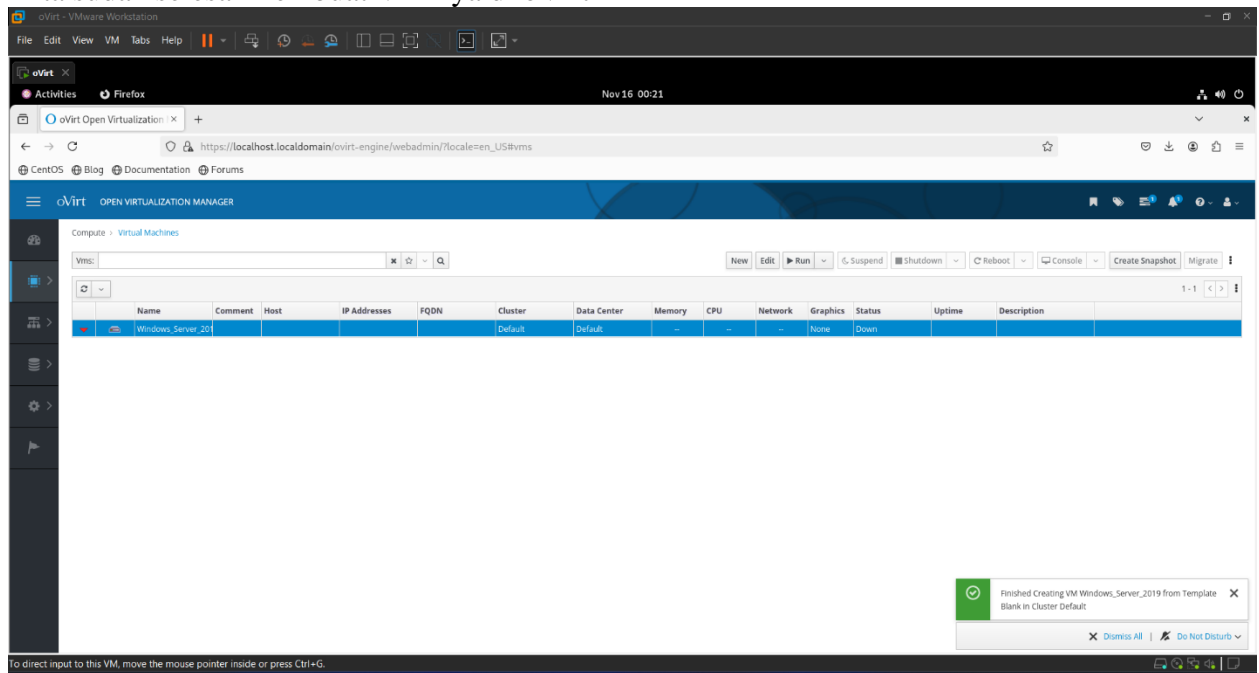 oVirt - VMware Workstation
File Edit View VM Tabs Help
oVirt
Activities Firefox Nov 16 00:21
oVirt Open Virtualization
https://localhost.localdomain/ovirt-engine/webadmin/?locale=en_US#vms
CentOS Blog Documentation Forums
oVirt OPEN VIRTUALIZATION MANAGER
Compute > Virtual Machines
Vms: New Edit Run Suspend Shutdown Reboot Console Create Snapshot Migrate
1-1
Name Comment Host IP Addresses FQDN Cluster Data Center Memory CPU Network Graphics Status Uptime Description
Windows_Server_201 Default Default -- -- -- None Down
Finished Creating VM Windows_Server_2019 from Template
Blank in Cluster Default
Dismiss All | Do Not Disturb
To direct input to this VM, move the mouse pointer inside or press Ctrl+G.